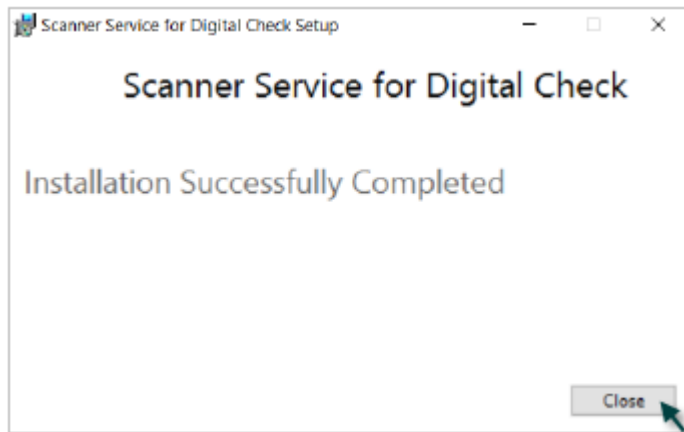 Scanner Service for Digital Check Setup
Scanner Service for Digital Check
Installation Successfully Completed
Close